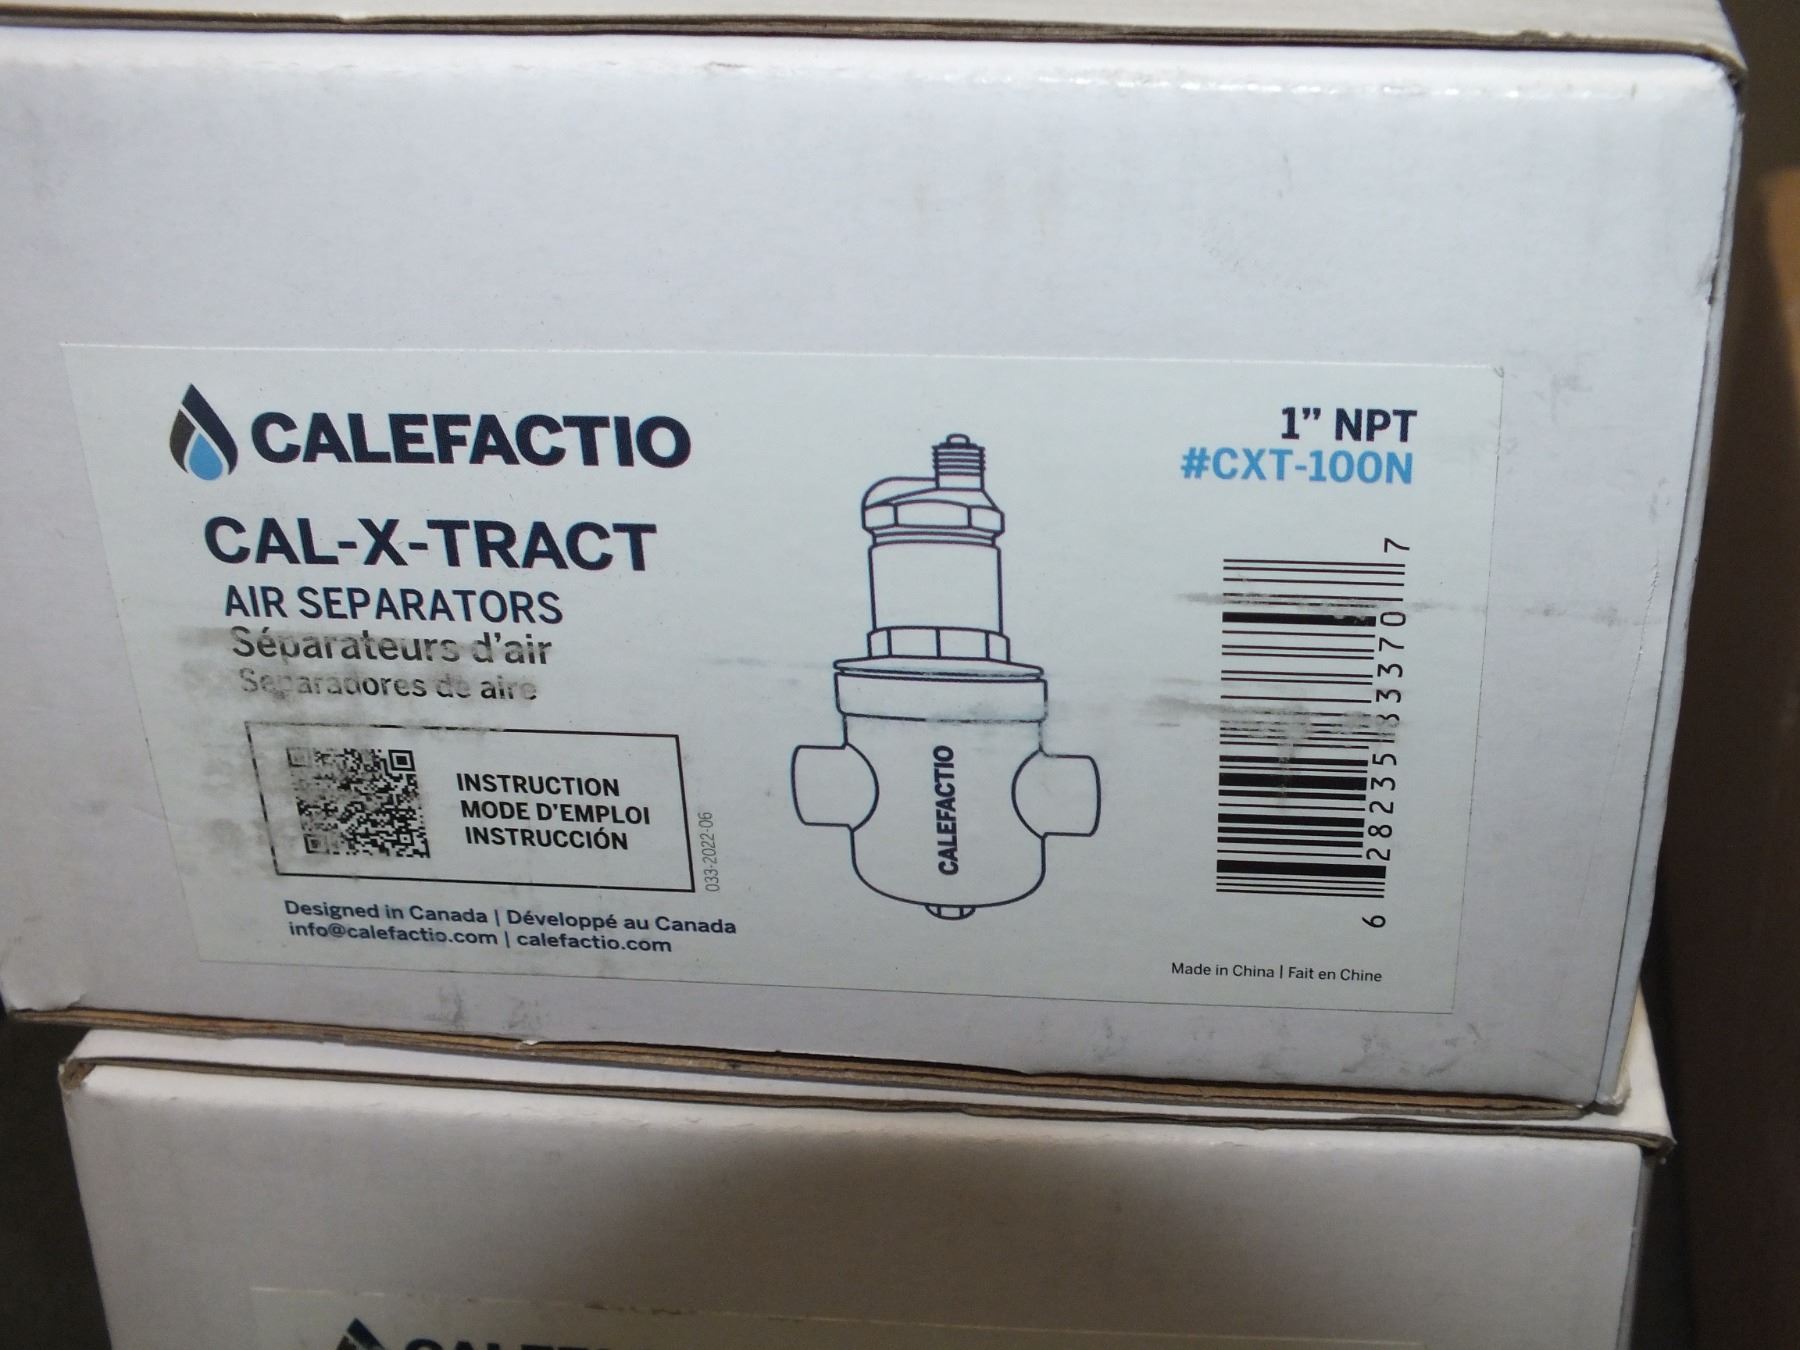 CALEFACTIO
CAL-X-TRACT
AIR SEPARATORS
Séparateurs d'air
Separadores de aire
INSTRUCTION
MODE D'EMPLOI
INSTRUCCIÓN
033-2022-06
Designed in Canada | Développé au Canada
info@calefactio.com | calefactio.com
CALEFACTIO
1" NPT
#CXT-100N
6 28235 33370 7
Made in China | Fait en Chine